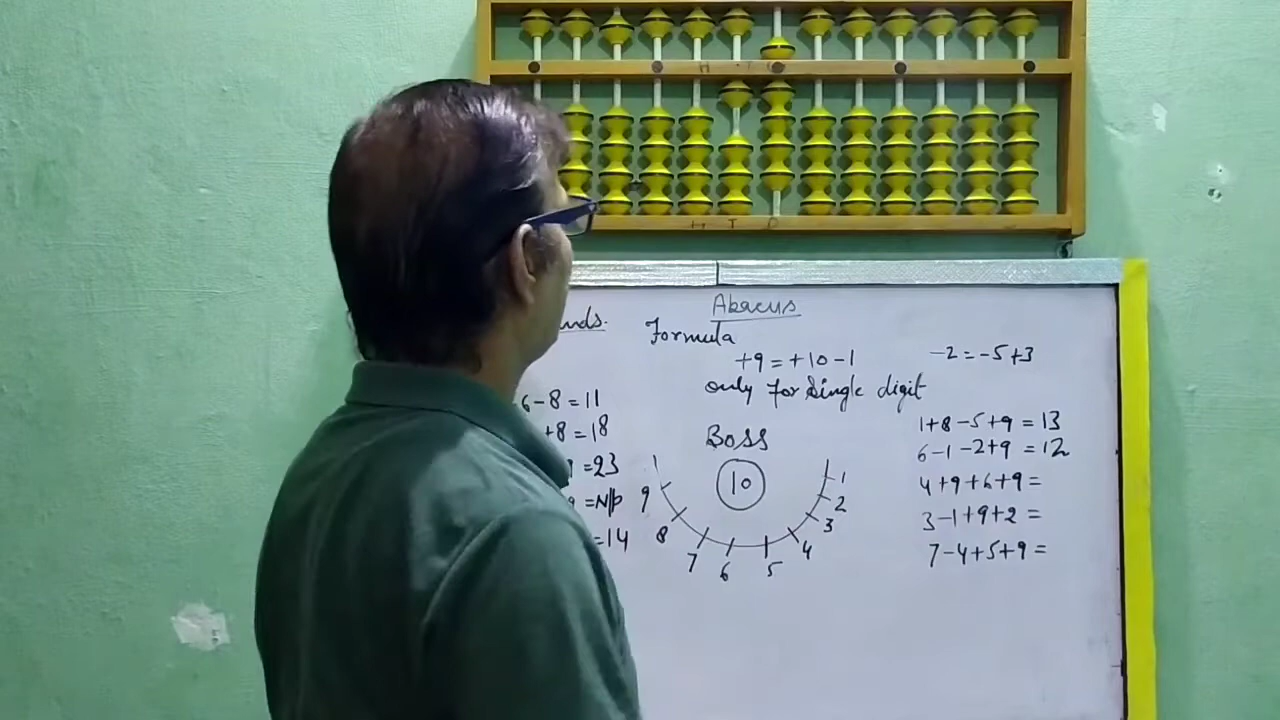 H T O
H T O
Abacus
Formula
+9 = +10 - 1
only for Single digit
-2 = -5 + 3
-6 - 8 = 11
+8 = 18
= 23
9 = N/P
= 14
BOSS
10
1
9
8
7
6
5
4
3
2
1
1 + 8 - 5 + 9 = 13
6 - 1 - 2 + 9 = 12
4 + 9 + 6 + 9 =
3 - 1 + 9 + 2 =
7 - 4 + 5 + 9 =